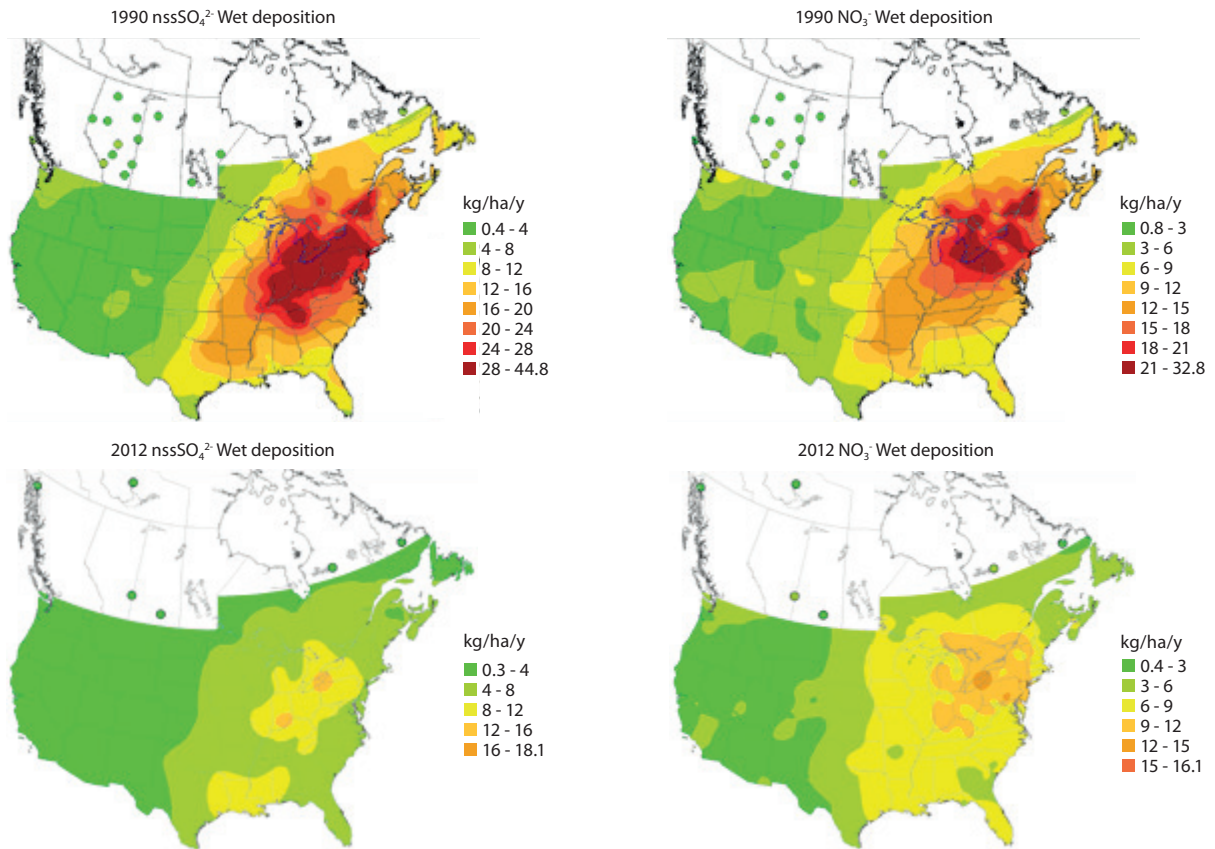 1990 nssSO₄²⁻ Wet deposition
kg/ha/y
0.4 - 4
4 - 8
8 - 12
12 - 16
16 - 20
20 - 24
24 - 28
28 - 44.8
1990 NO₃⁻ Wet deposition
kg/ha/y
0.8 - 3
3 - 6
6 - 9
9 - 12
12 - 15
15 - 18
18 - 21
21 - 32.8
2012 nssSO₄²⁻ Wet deposition
kg/ha/y
0.3 - 4
4 - 8
8 - 12
12 - 16
16 - 18.1
2012 NO₃⁻ Wet deposition
kg/ha/y
0.4 - 3
3 - 6
6 - 9
9 - 12
12 - 15
15 - 16.1